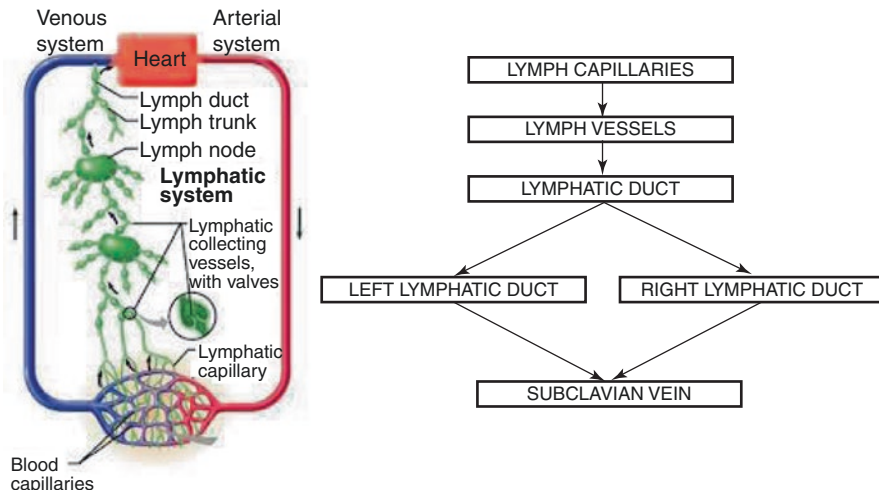 Venous
system
Arterial
system
Heart
Lymph duct
Lymph trunk
Lymph node
Lymphatic
system
Lymphatic
collecting
vessels,
with valves
Lymphatic
capillary
Blood
capillaries
LYMPH CAPILLARIES
LYMPH VESSELS
LYMPHATIC DUCT
LEFT LYMPHATIC DUCT
RIGHT LYMPHATIC DUCT
SUBCLAVIAN VEIN